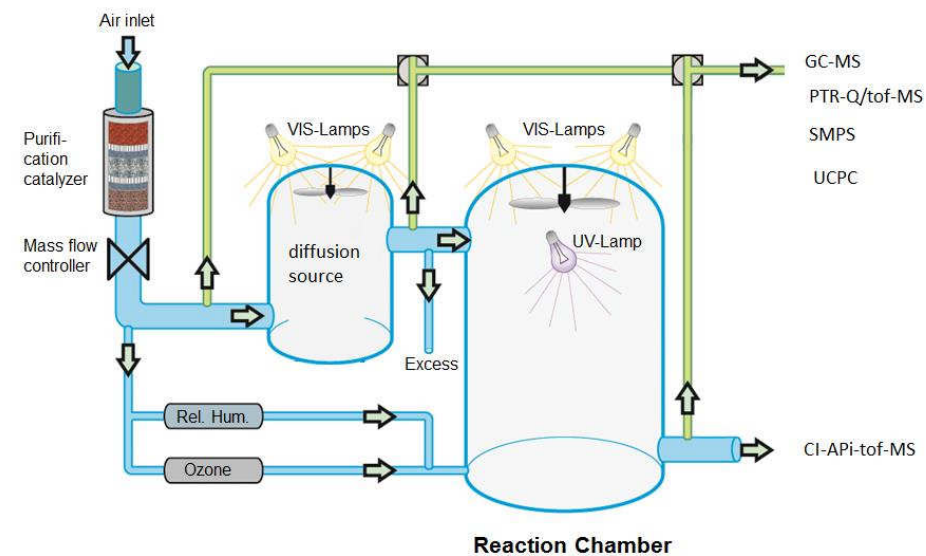 Air inlet
GC-MS
PTR-Q/tof-MS
VIS-Lamps
VIS-Lamps
SMPS
Purifi-
cation
catalyzer
UCPC
Mass flow
controller
diffusion
source
UV-Lamp
Excess
Rel. Hum.
Ozone
CI-APi-tof-MS
Reaction Chamber